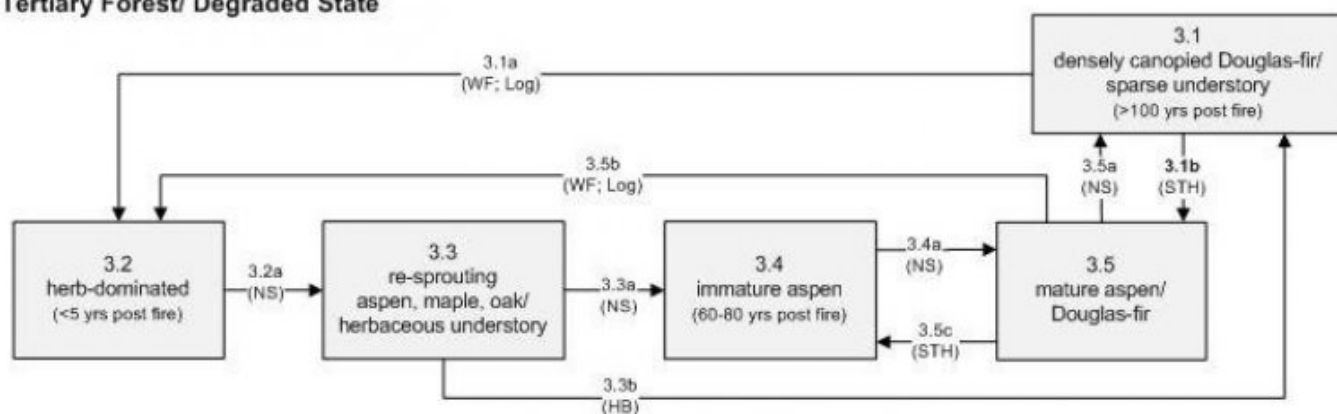 Tertiary Forest/ Degraded State
3.1
densely canopied Douglas-fir/
sparse understory
(>100 yrs post fire)
3.1a
(WF; Log)
3.5b
(WF; Log)
3.5a
(NS)
3.1b
(STH)
3.2
herb-dominated
(<5 yrs post fire)
3.2a
(NS)
3.3
re-sprouting
aspen, maple, oak/
herbaceous understory
3.3a
(NS)
3.4
immature aspen
(60-80 yrs post fire)
3.4a
(NS)
3.5c
(STH)
3.5
mature aspen/
Douglas-fir
3.3b
(HB)